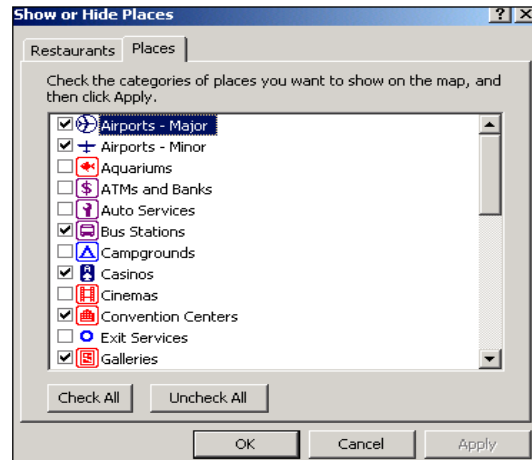 Show or Hide Places
Restaurants Places
Check the categories of places you want to show on the map, and
then click Apply.
Airports - Major
Airports - Minor
Aquariums
ATMs and Banks
Auto Services
Bus Stations
Campgrounds
Casinos
Cinemas
Convention Centers
Exit Services
Galleries
Check All Uncheck All
OK Cancel Apply